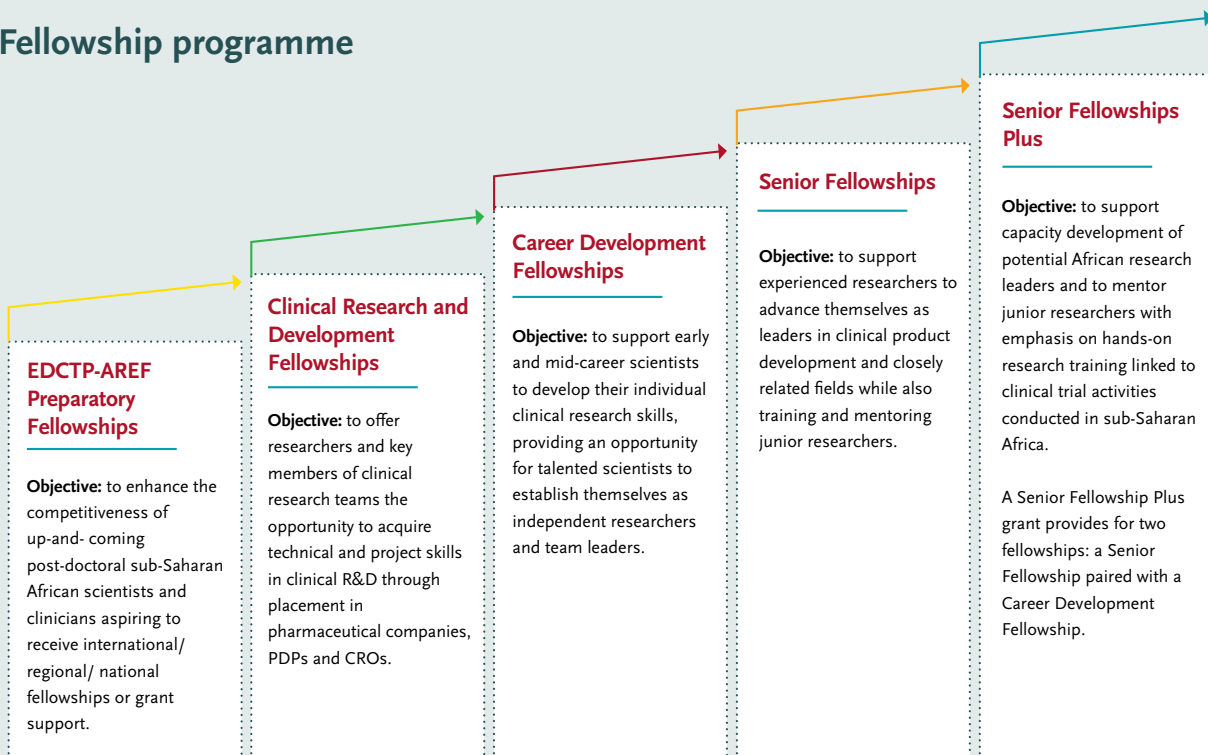 Fellowship programme
EDCTP-AREF
Preparatory
Fellowships
Objective: to enhance the
competitiveness of
up-and- coming
post-doctoral sub-Saharan
African scientists and
clinicians aspiring to
receive international/
regional/ national
fellowships or grant
support.
Clinical Research and
Development
Fellowships
Objective: to offer
researchers and key
members of clinical
research teams the
opportunity to acquire
technical and project skills
in clinical R&D through
placement in
pharmaceutical companies,
PDPs and CROs.
Career Development
Fellowships
Objective: to support early
and mid-career scientists
to develop their individual
clinical research skills,
providing an opportunity
for talented scientists to
establish themselves as
independent researchers
and team leaders.
Senior Fellowships
Objective: to support
experienced researchers to
advance themselves as
leaders in clinical product
development and closely
related fields while also
training and mentoring
junior researchers.
Senior Fellowships
Plus
Objective: to support
capacity development of
potential African research
leaders and to mentor
junior researchers with
emphasis on hands-on
research training linked to
clinical trial activities
conducted in sub-Saharan
Africa.
A Senior Fellowship Plus
grant provides for two
fellowships: a Senior
Fellowship paired with a
Career Development
Fellowship.